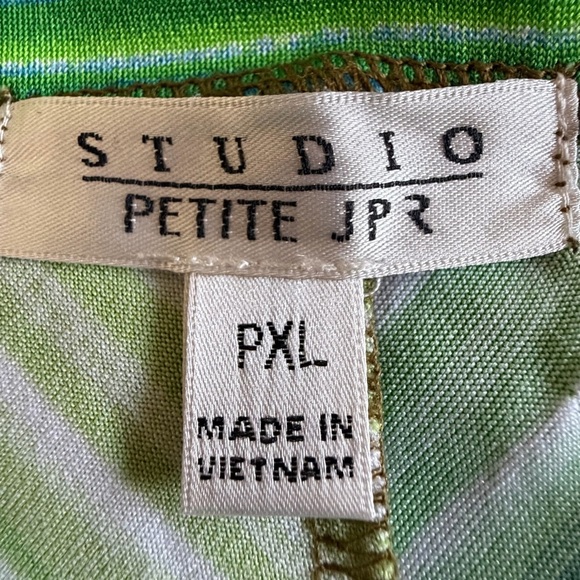 STUDIO
PETITE JPR
PXL
MADE IN
VIETNAM